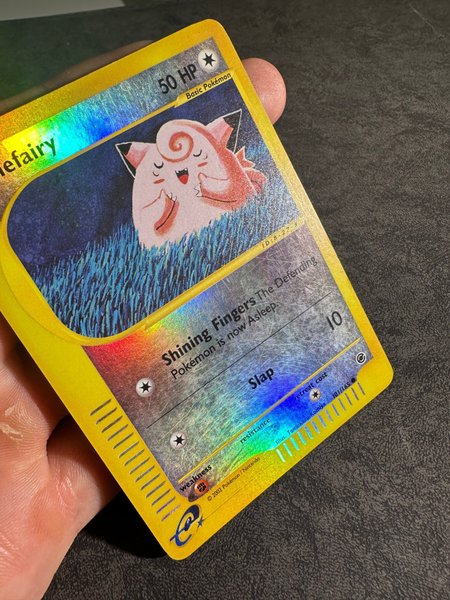 efairy
50 HP
Basic Pokémon
Shining Fingers The Defending
Pokémon is now Asleep.
Slap 10
weakness
resistance
retreat cost
© 2002 Pokémon / Nintendo
e